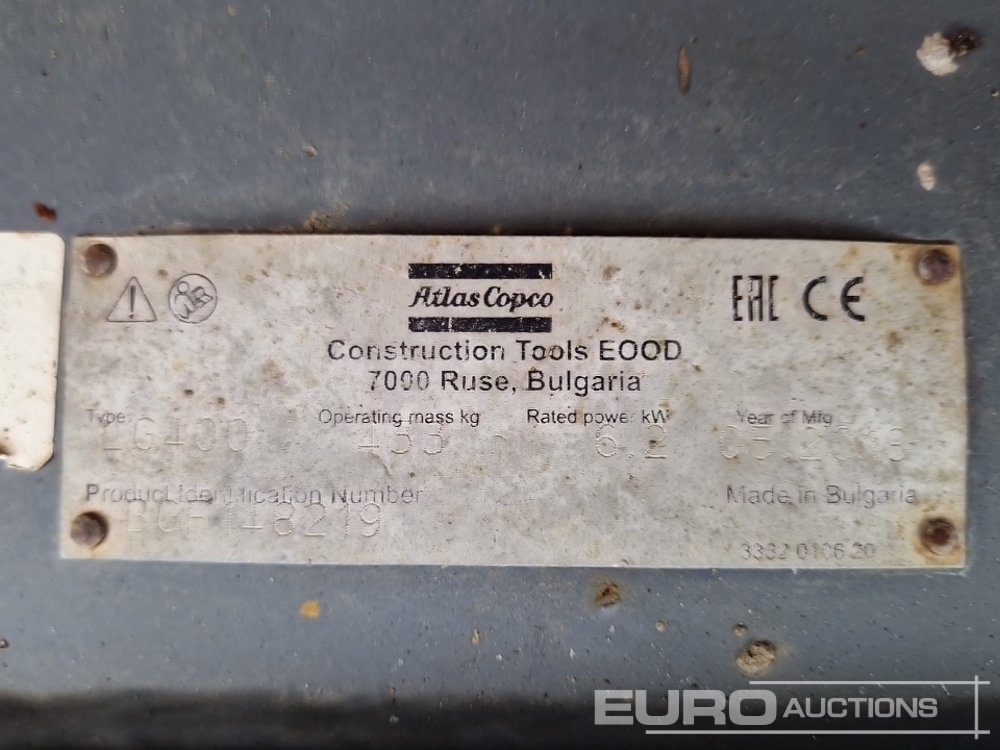 Atlas Copco
EAC CE
Construction Tools EOOD
7000 Ruse, Bulgaria
Type: Operating mass kg Rated power kW Year of Mfg
LG400 6.2
Product Identification Number Made in Bulgaria
3382 0106 20
EURO AUCTIONS